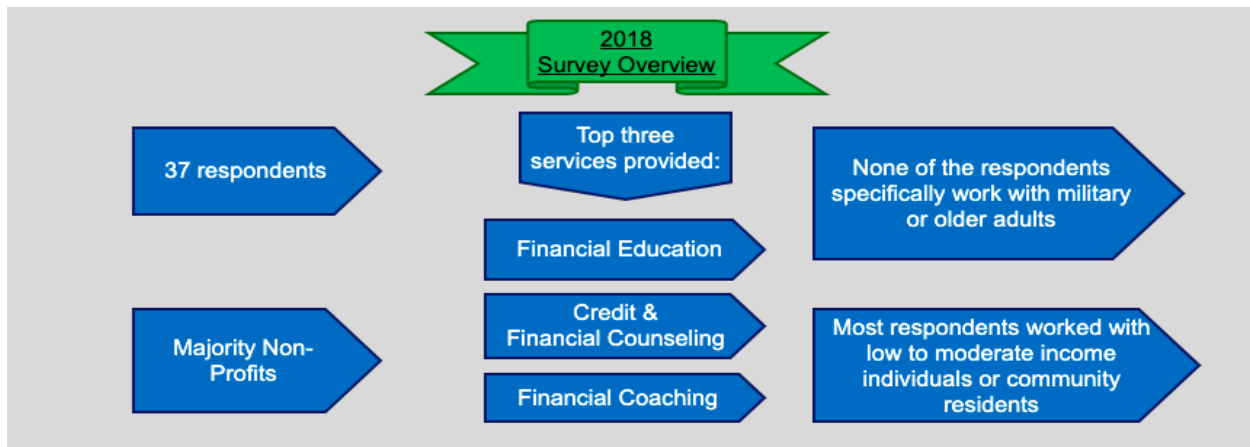 2018
Survey Overview
37 respondents
Majority Non-
Profits
Top three
services provided:
Financial Education
Credit &
Financial Counseling
Financial Coaching
None of the respondents
specifically work with military
or older adults
Most respondents worked with
low to moderate income
individuals or community
residents